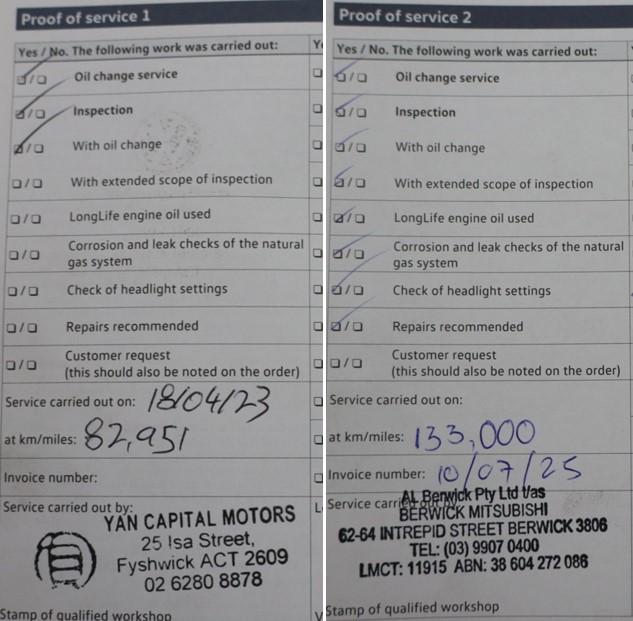 Proof of service 1
Yes / No. The following work was carried out:
Oil change service
Inspection
With oil change
With extended scope of inspection
LongLife engine oil used
Corrosion and leak checks of the natural
gas system
Check of headlight settings
Repairs recommended
Customer request
(this should also be noted on the order)
Service carried out on: 18/04/23
at km/miles: 82,951
Invoice number:
Service carried out by:
YAN CAPITAL MOTORS
25 Isa Street,
Fyshwick ACT 2609
02 6280 8878
Stamp of qualified workshop
Proof of service 2
Yes / No. The following work was carried out:
Oil change service
Inspection
With oil change
With extended scope of inspection
LongLife engine oil used
Corrosion and leak checks of the natural
gas system
Check of headlight settings
Repairs recommended
Customer request
(this should also be noted on the order)
Service carried out on:
at km/miles: 133,000
Invoice number: 10/07/25
Service carried out by:
AL Berwick Pty Ltd t/as
BERWICK MITSUBISHI
62-64 INTREPID STREET BERWICK 3806
TEL: (03) 9907 0400
LMCT: 11915 ABN: 38 604 272 086
Stamp of qualified workshop